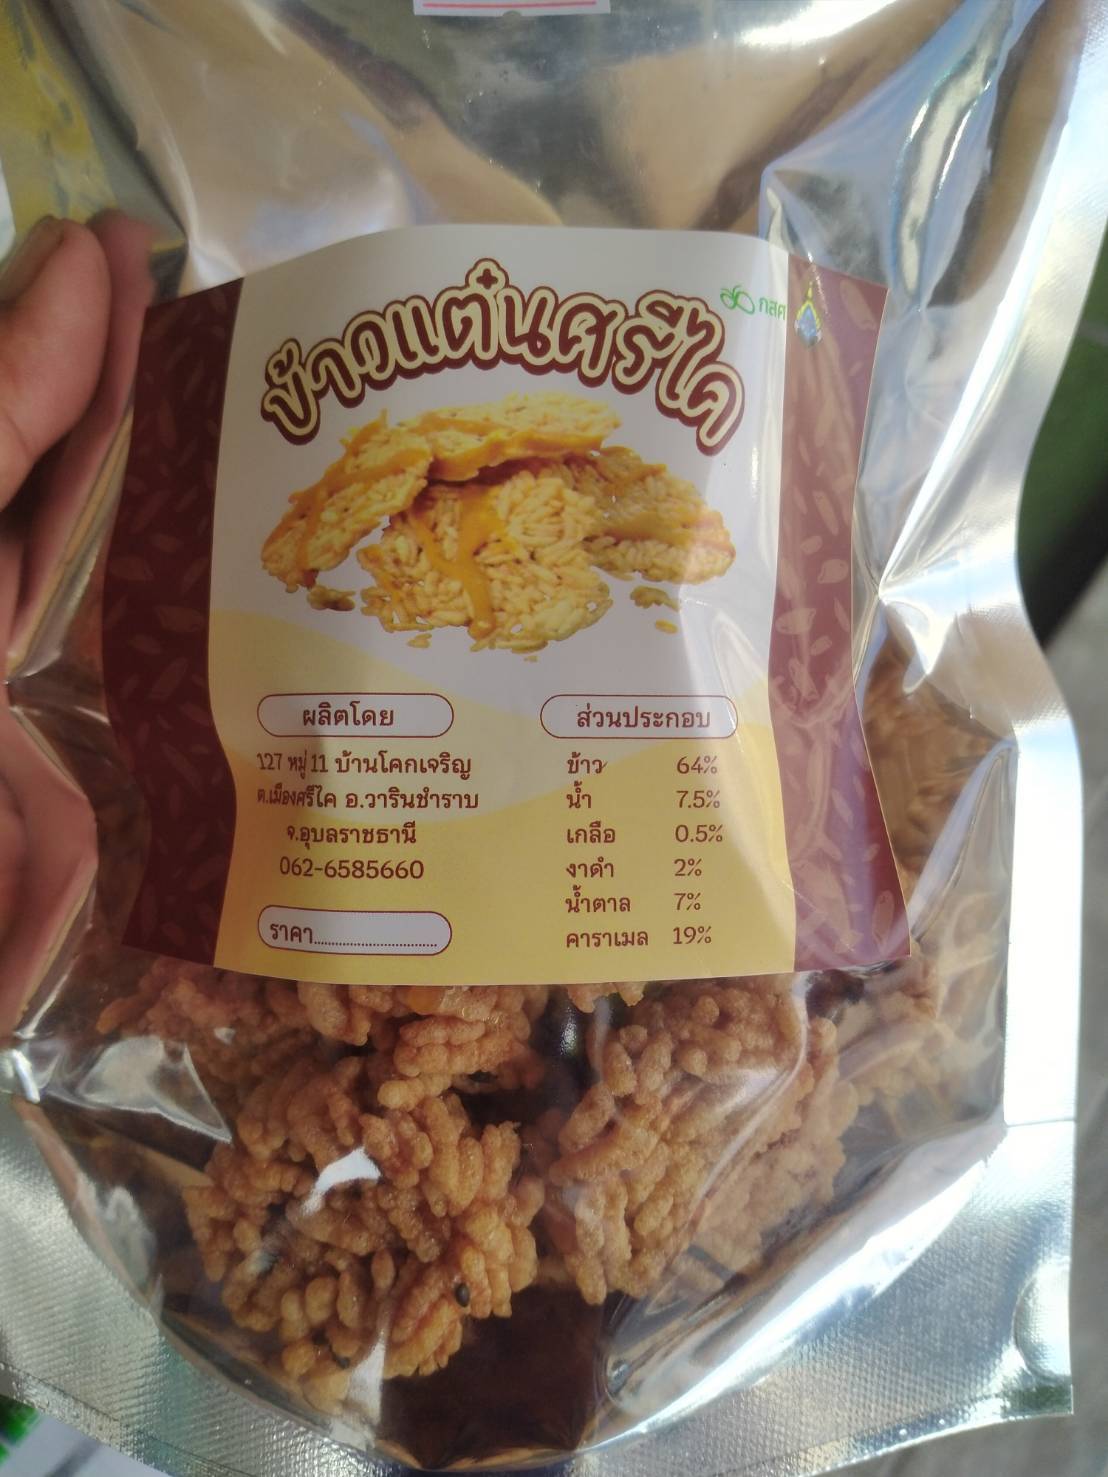 ข้าวแต๋นศรีไค
กสศ
ผลิตโดย
127 หมู่ 11 บ้านโคกเจริญ
ต.เมืองศรีไค อ.วารินชำราบ
จ.อุบลราชธานี
062-6585660
ราคา
ส่วนประกอบ
ข้าว 64%
น้ำ 7.5%
เกลือ 0.5%
งาดำ 2%
น้ำตาล 7%
คาราเมล 19%